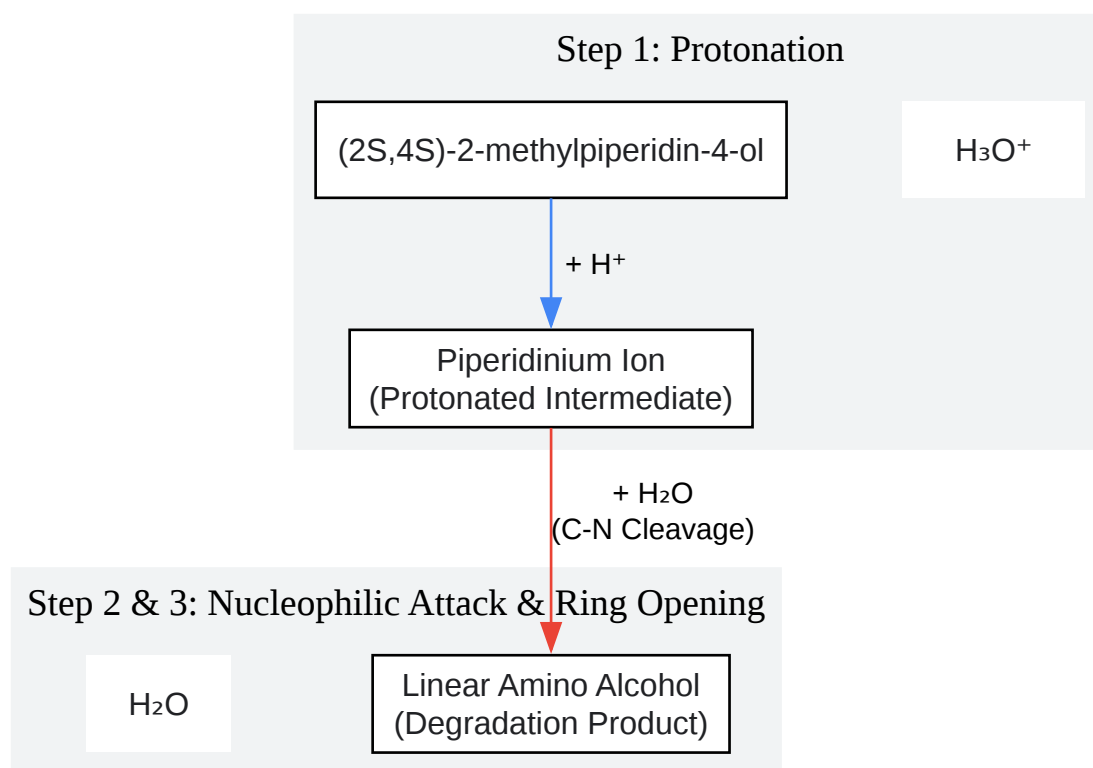 Step 1: Protonation
(2S,4S)-2-methylpiperidin-4-ol
H₃O⁺
+ H⁺
Piperidinium Ion
(Protonated Intermediate)
+ H₂O
(C-N Cleavage)
Step 2 & 3: Nucleophilic Attack & Ring Opening
H₂O
Linear Amino Alcohol
(Degradation Product)